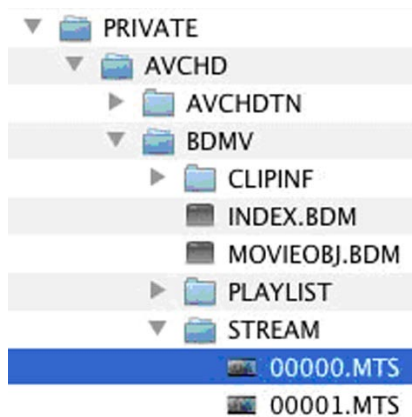 PRIVATE
AVCHD
AVCHDTN
BDMV
CLIPINF
INDEX.BDM
MOVIEOBJ.BDM
PLAYLIST
STREAM
00000.MTS
00001.MTS